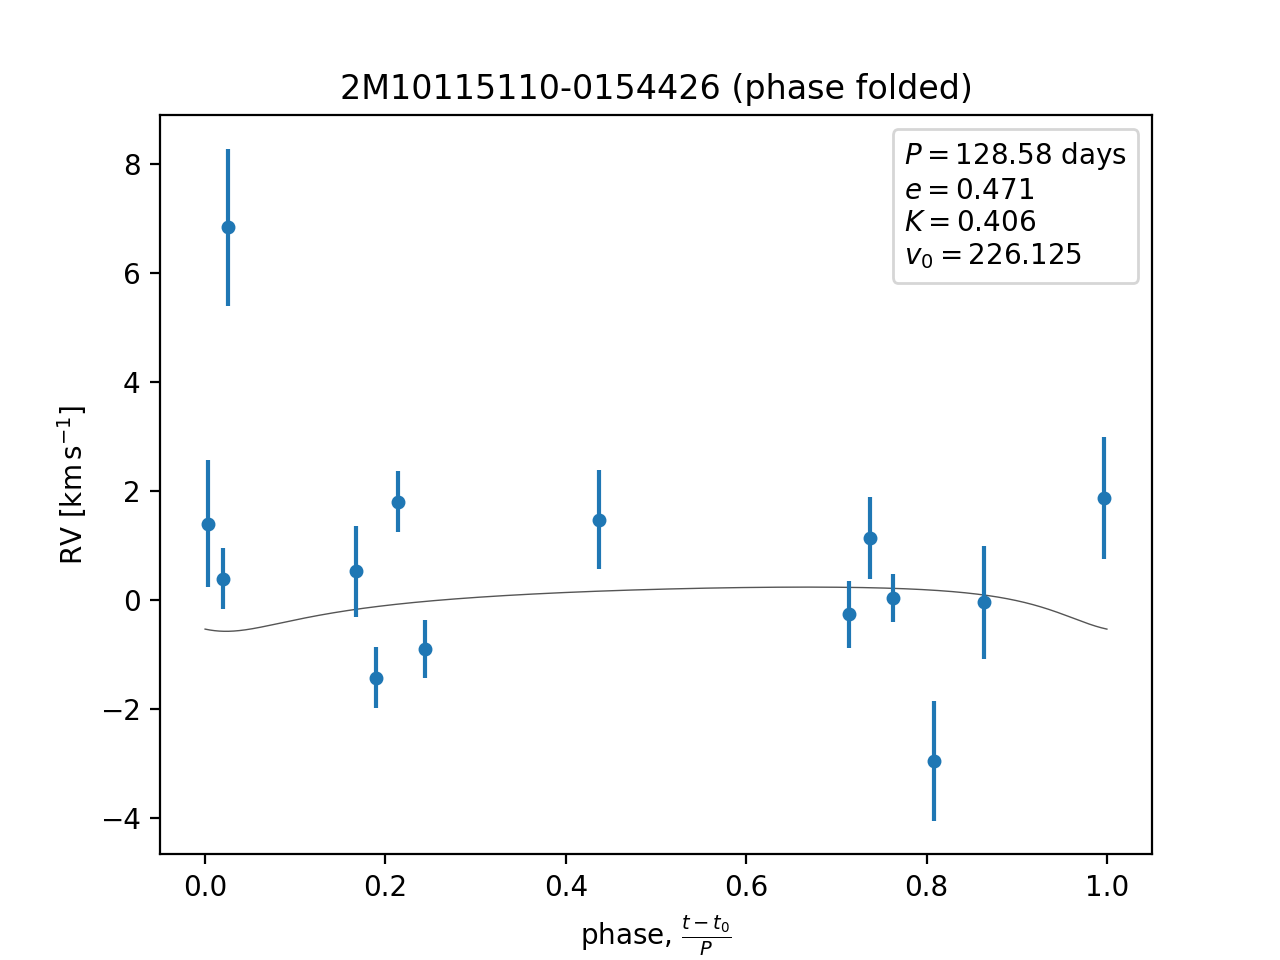 2M10115110-0154426 (phase folded)
P = 128.58 days
e = 0.471
K = 0.406
v₀ = 226.125
8
6
4
2
0
−2
−4
RV [km s⁻¹]
0.0 0.2 0.4 0.6 0.8 1.0
phase, (t − t₀)/P